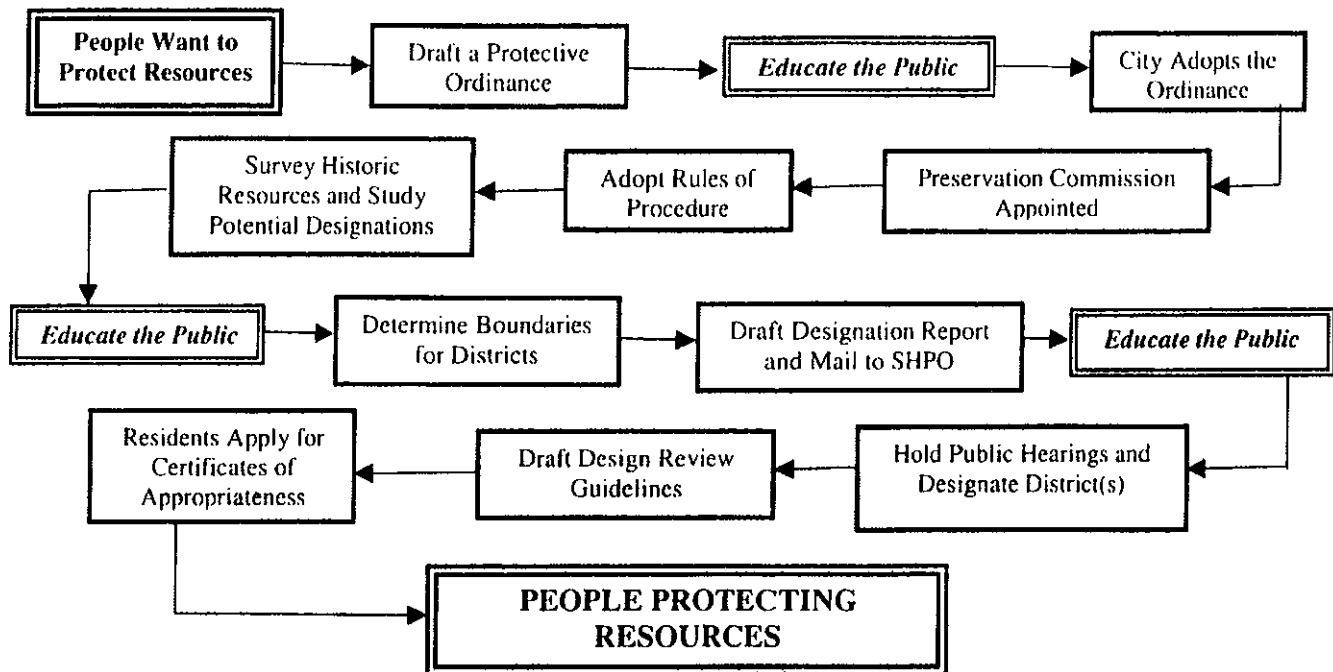 People Want to
Protect Resources
Draft a Protective
Ordinance
Educate the Public
City Adopts the
Ordinance
Preservation Commission
Appointed
Adopt Rules of
Procedure
Survey Historic
Resources and Study
Potential Designations
Educate the Public
Determine Boundaries
for Districts
Draft Designation Report
and Mail to SHPO
Educate the Public
Hold Public Hearings and
Designate District(s)
Draft Design Review
Guidelines
Residents Apply for
Certificates of
Appropriateness
PEOPLE PROTECTING
RESOURCES